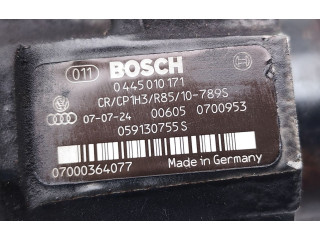 011 BOSCH
0 445 010 171
CR/CP1H3/R85/10-789S
07-07-24 00605 0700953
059130755 S
07000364077 Made in Germany